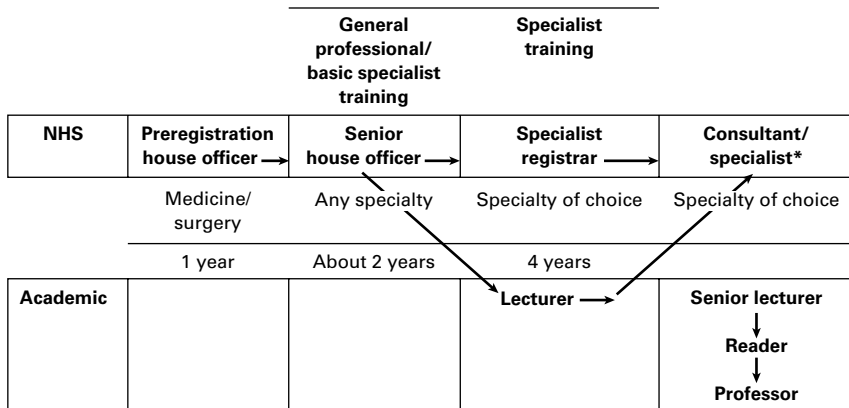 General
professional/
basic specialist
training
Specialist
training
NHS
Preregistration
house officer
Senior
house officer
Specialist
registrar
Consultant/
specialist*
Medicine/
surgery
Any specialty
Specialty of choice
Specialty of choice
1 year
About 2 years
4 years
Academic
Lecturer
Senior lecturer
Reader
Professor